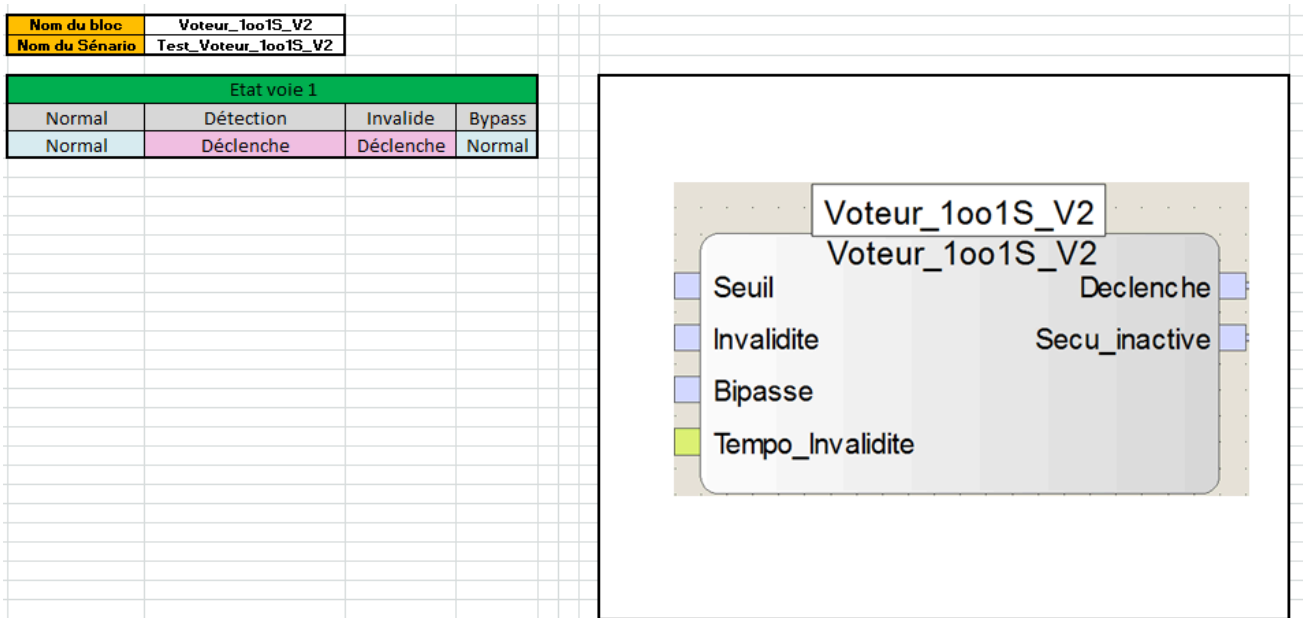 Nom du bloc Voteur_1oo1S_V2
Nom du Sénario Test_Voteur_1oo1S_V2
Etat voie 1
Normal Détection Invalide Bypass
Normal Déclenche Déclenche Normal
Voteur_1oo1S_V2
Voteur_1oo1S_V2
Seuil Declenche
Invalidite Secu_inactive
Bipasse
Tempo_Invalidite